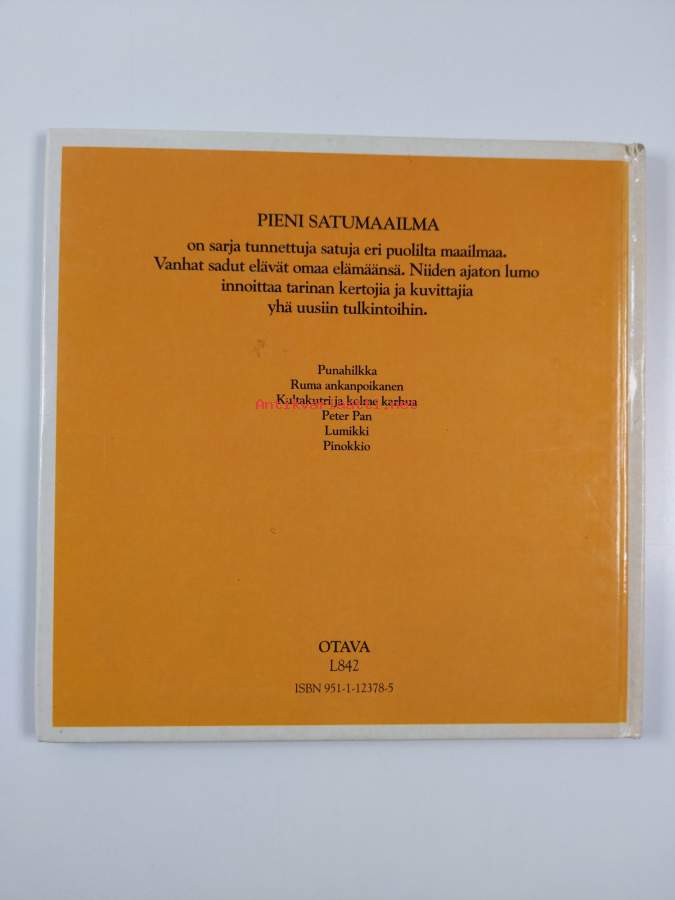 PIENI SATUMAAILMA
on sarja tunnettuja satuja eri puolilta maailmaa.
Vanhat sadut elävät omaa elämäänsä. Niiden ajaton lumo
innoittaa tarinan kertojia ja kuvittajia
yhä uusiin tulkintoihin.
Punahilkka
Ruma ankanpoikanen
Kultakutri ja kolme karhua
Antikvariaatti.net
Peter Pan
Lumikki
Pinokkio
OTAVA
L842
ISBN 951-1-12378-5